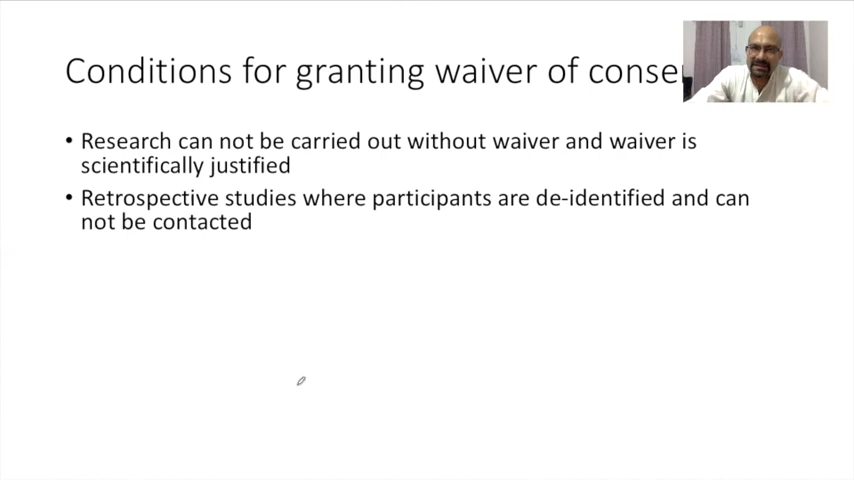 Conditions for granting waiver of
• Research can not be carried out without waiver and waiver is
scientifically justified
• Retrospective studies where participants are de-identified and can
not be contacted